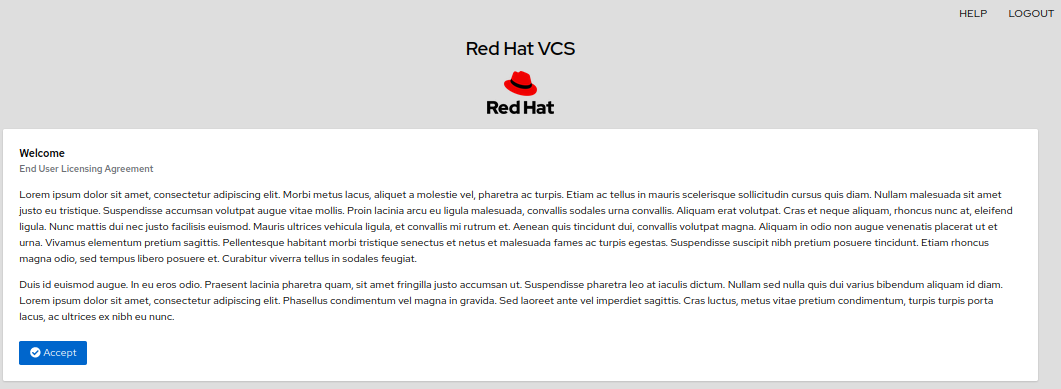 HELP LOGOUT
Red Hat VCS
Red Hat
Welcome
End User Licensing Agreement
Lorem ipsum dolor sit amet, consectetur adipiscing elit. Morbi metus lacus, aliquet a molestie vel, pharetra ac turpis. Etiam ac tellus in mauris scelerisque sollicitudin cursus quis diam. Nullam malesuada sit amet
justo eu tristique. Suspendisse accumsan volutpat augue vitae mollis. Proin lacinia arcu eu ligula malesuada, convallis sodales urna convallis. Aliquam erat volutpat. Cras et neque aliquam, rhoncus nunc at, eleifend
ligula. Nunc mattis dui nec justo facilisis euismod. Mauris ultrices vehicula ligula, et convallis mi rutrum et. Aenean quis tincidunt dui, convallis volutpat magna. Aliquam in odio non augue venenatis placerat ut et
urna. Vivamus elementum pretium sagittis. Pellentesque habitant morbi tristique senectus et netus et malesuada fames ac turpis egestas. Suspendisse suscipit nibh pretium posuere tincidunt. Etiam rhoncus
magna odio, sed tempus libero posuere et. Curabitur viverra tellus in sodales feugiat.
Duis id euismod augue. In eu eros odio. Praesent lacinia pharetra quam, sit amet fringilla justo accumsan ut. Suspendisse pharetra leo at iaculis dictum. Nullam sed nulla quis dui varius bibendum aliquam id diam.
Lorem ipsum dolor sit amet, consectetur adipiscing elit. Phasellus condimentum vel magna in gravida. Sed laoreet ante vel imperdiet sagittis. Cras luctus, metus vitae pretium condimentum, turpis turpis porta
lacus, ac ultrices ex nibh eu nunc.
Accept